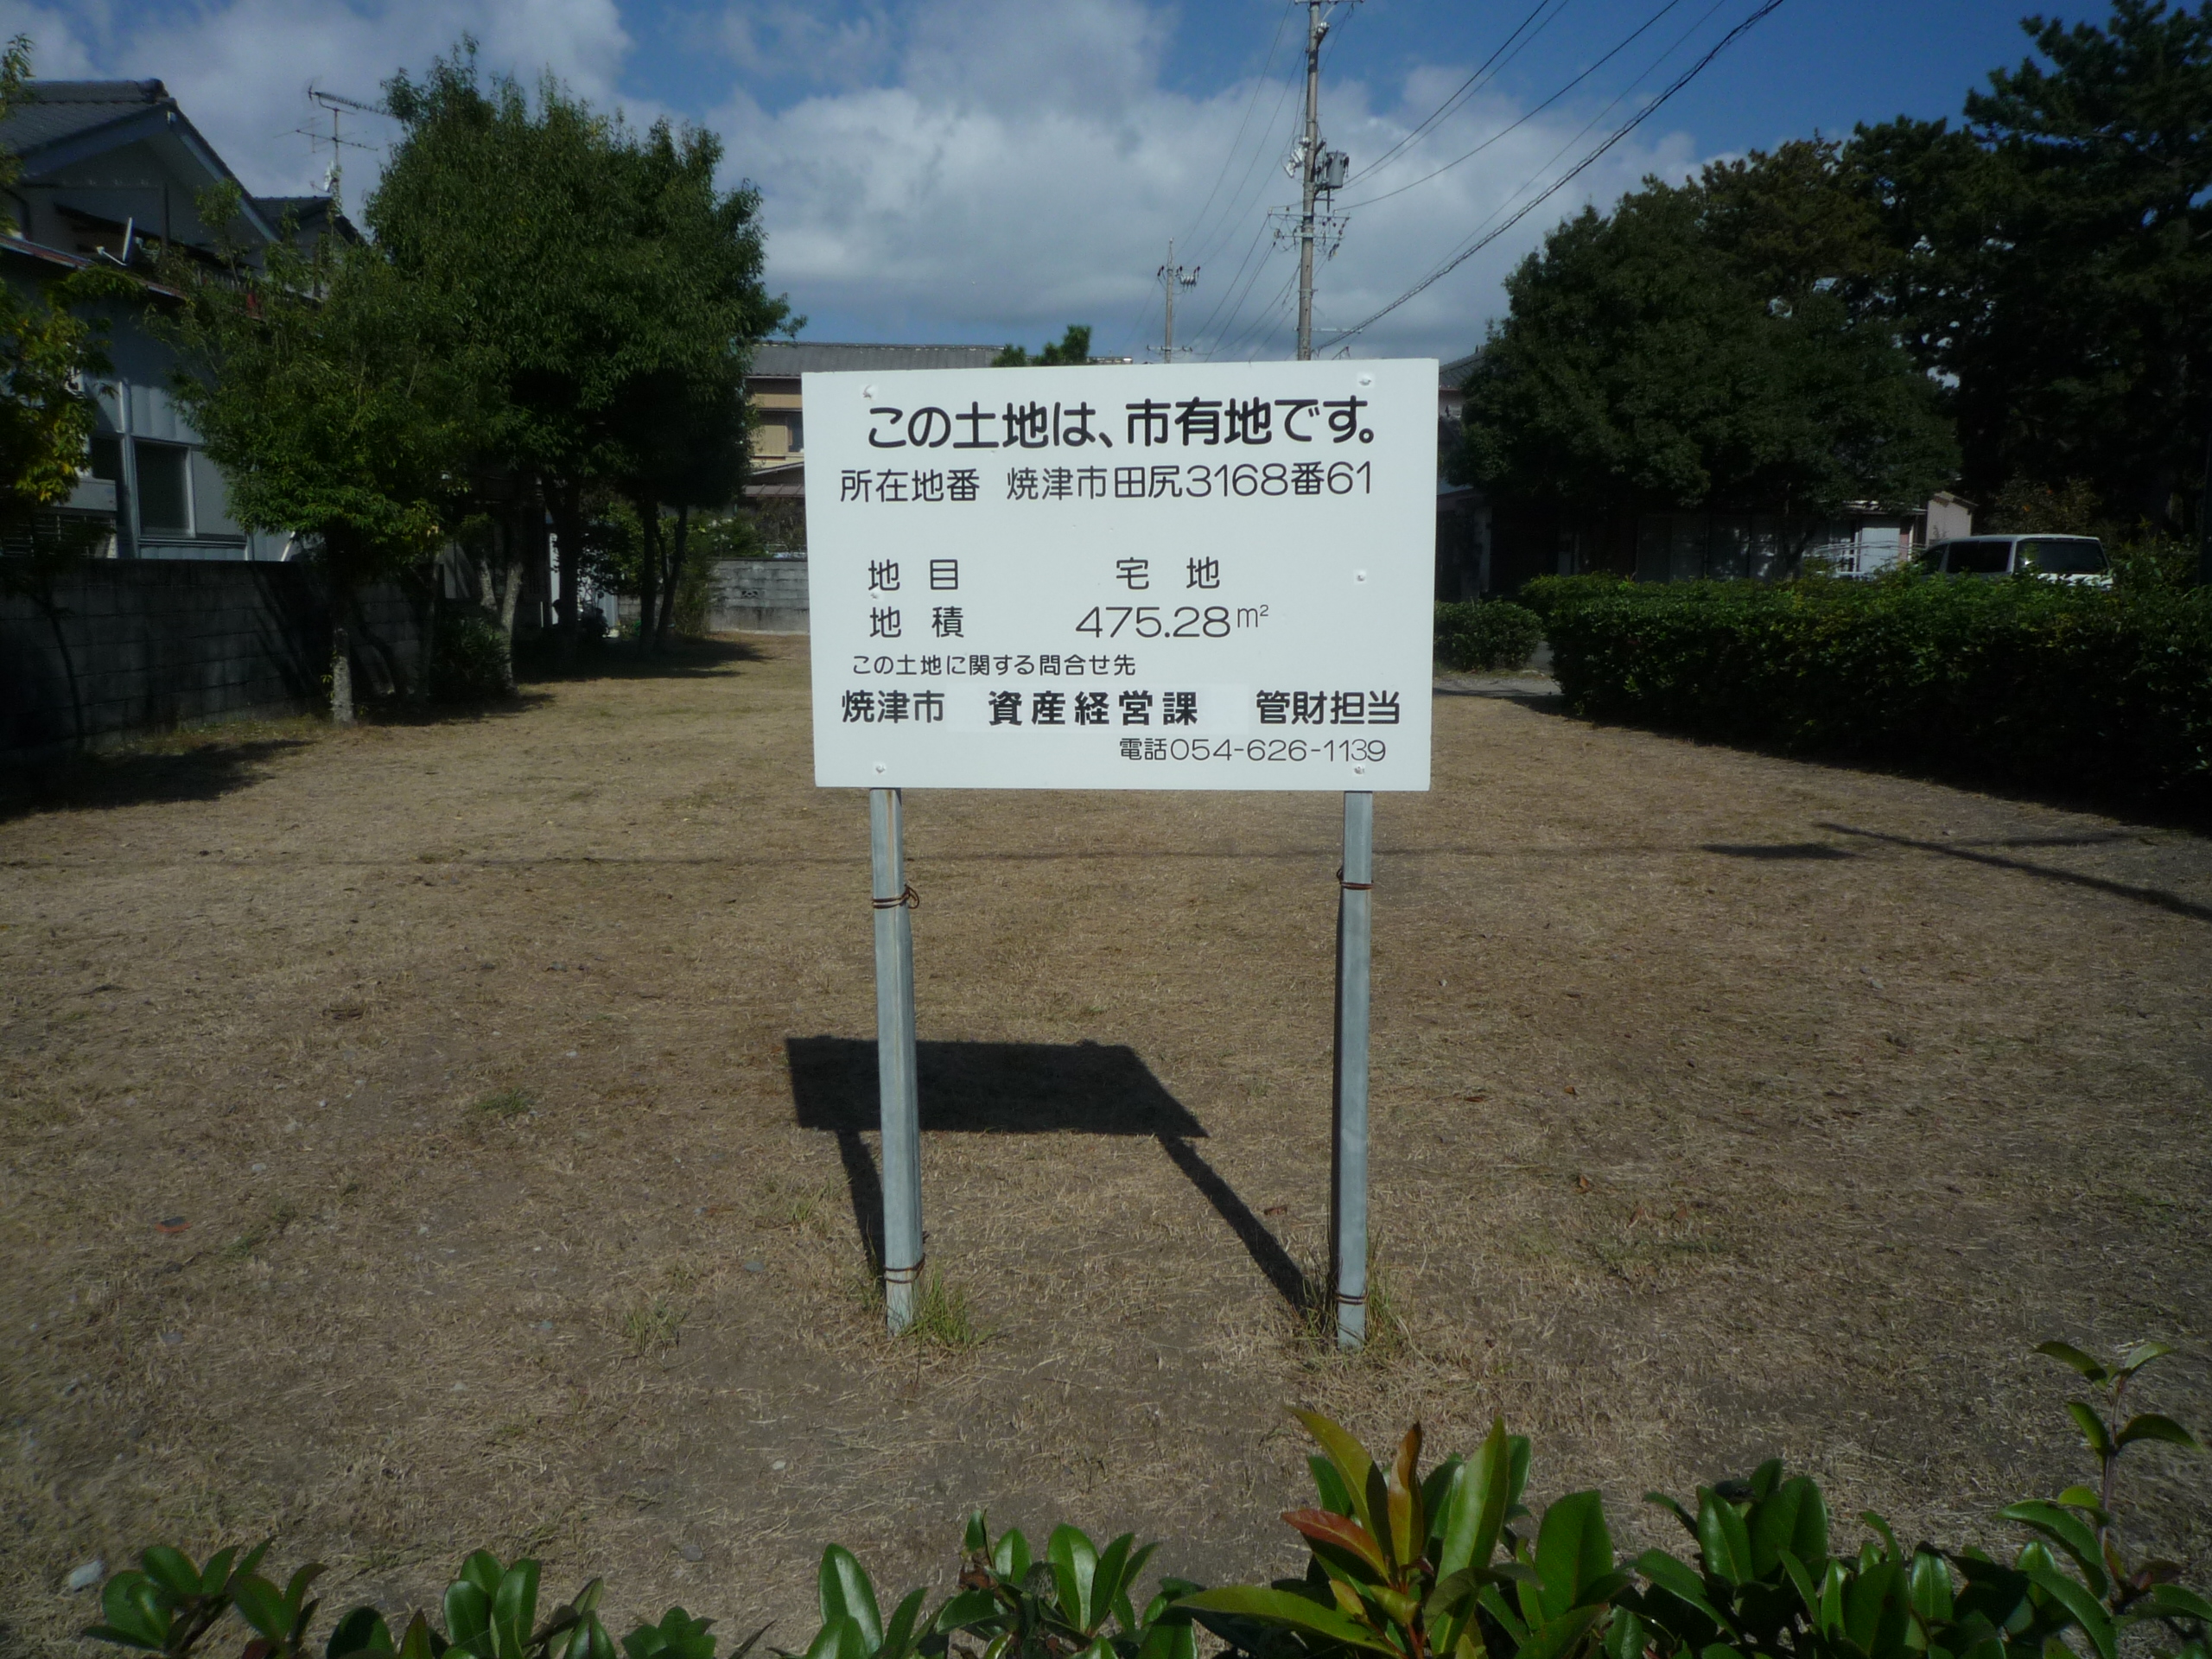 この土地は、市有地です。
所在地番 焼津市田尻3168番61
地目 宅地
地積 475.28㎡
この土地に関する問合せ先
焼津市 資産経営課 管財担当
電話054-626-1139